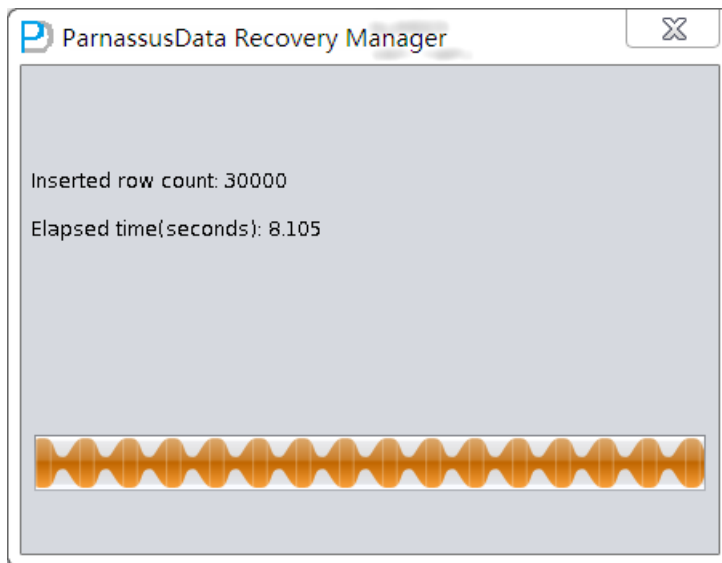 ParnassusData Recovery Manager
Inserted row count: 30000
Elapsed time(seconds): 8.105